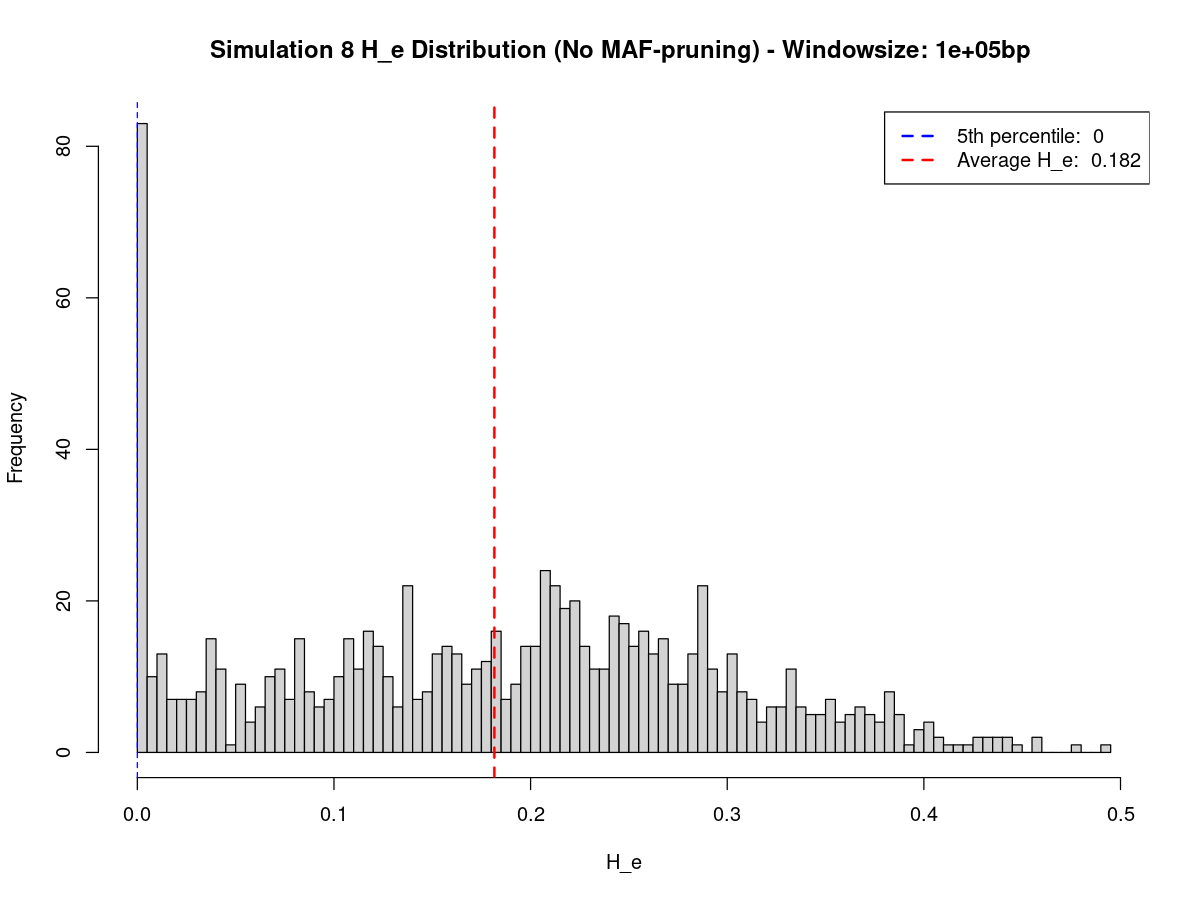 Simulation 8 H_e Distribution (No MAF-pruning) - Windowsize: 1e+05bp
5th percentile:  0
Average H_e:  0.182
Frequency
80
60
40
20
0
0.0 0.1 0.2 0.3 0.4 0.5
H_e